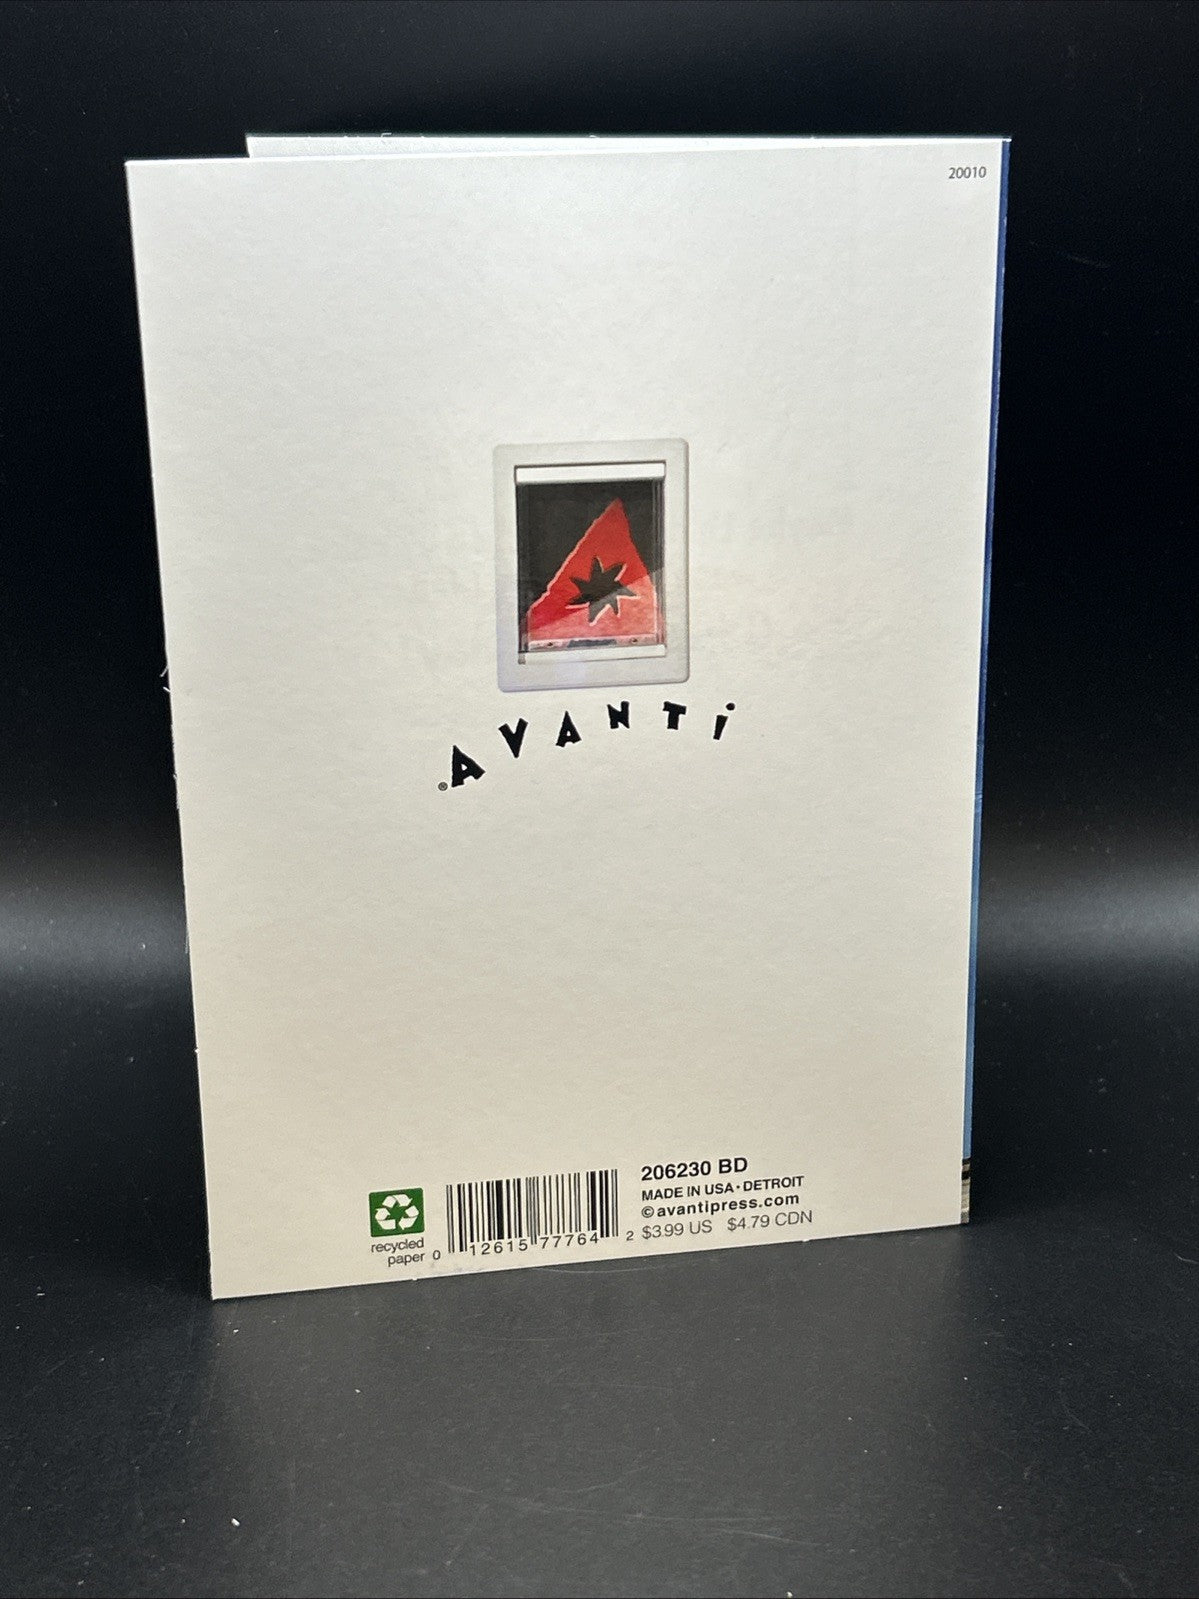 20010
AVANTi
®
206230 BD
MADE IN USA • DETROIT
©avantipress.com
$3.99 US $4.79 CDN
recycled
paper
0 12615 77764 2